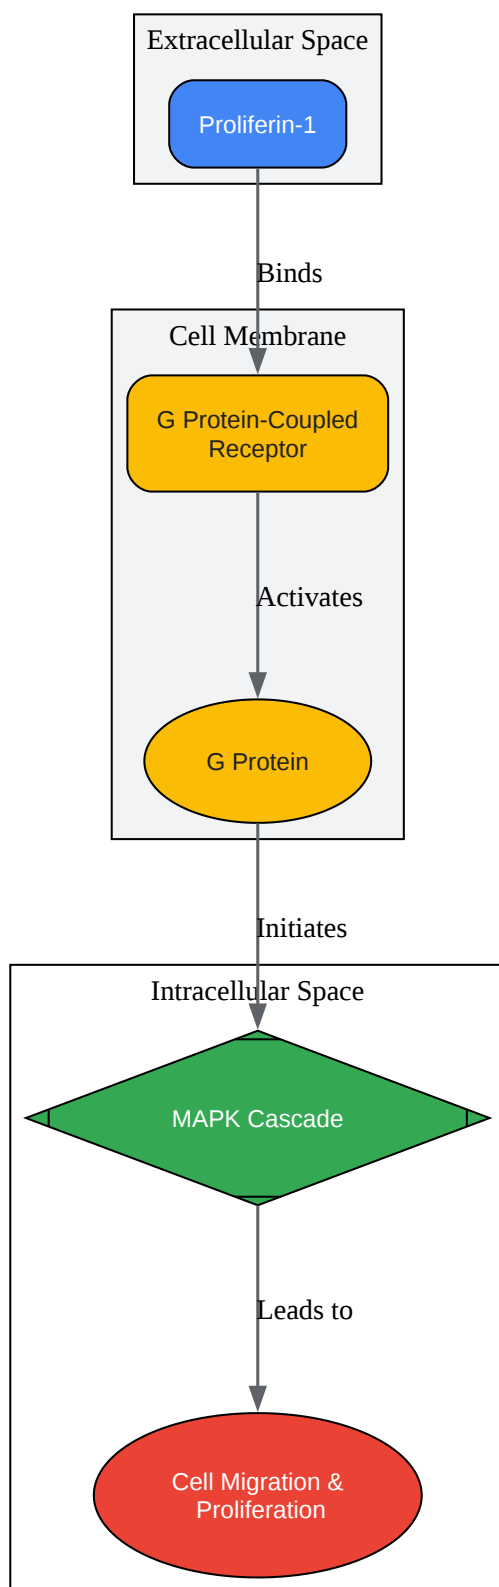 Extracellular Space
Proliferin-1
Binds
Cell Membrane
G Protein-Coupled
Receptor
Activates
G Protein
Initiates
Intracellular Space
MAPK Cascade
Leads to
Cell Migration &
Proliferation